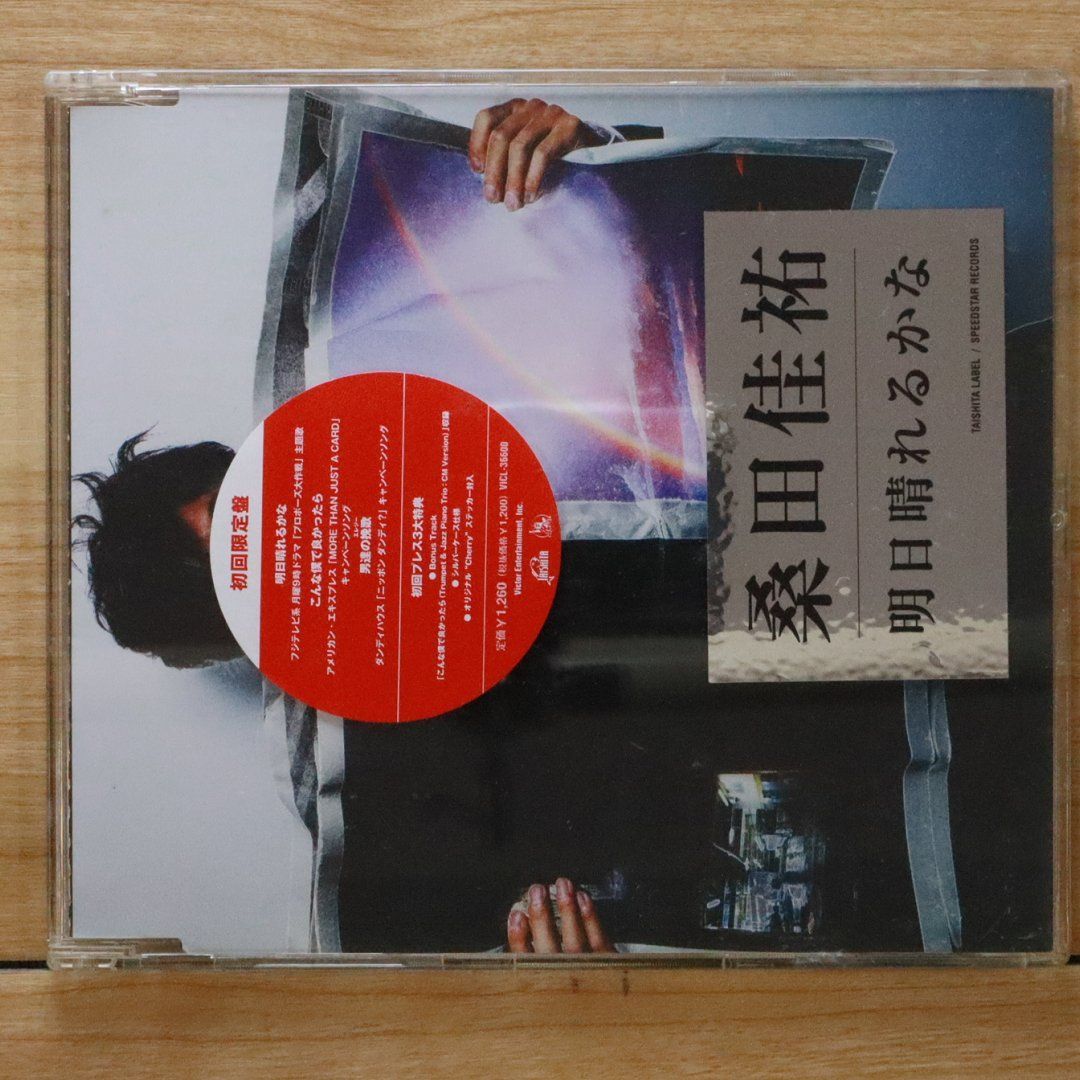 桑田佳祐
明日晴れるかな
TAISHITA LABEL / SPEEDSTAR RECORDS
初回限定盤
明日晴れるかな
フジテレビ系 月曜9時ドラマ「プロポーズ大作戦」主題歌
こんな僕で良かったら
アメリカン・エキスプレス「MORE THAN JUST A CARD」
キャンペーンソング
エレジー
男達の挽歌
タンディハウス「ニッポン ダンディ?」キャンペーンソング
初回プレス3大特典
● Bonus Track
「こんな僕で良かったら (Trumpet & Jazz Piano Trio : CM Version)」収録
● シルバーケース仕様
● オリジナル "Cherry" ステッカー封入
定価¥1,260 (税抜価格¥1,200) VICL-36600
Victor Entertainment, Inc.
TAISHITA